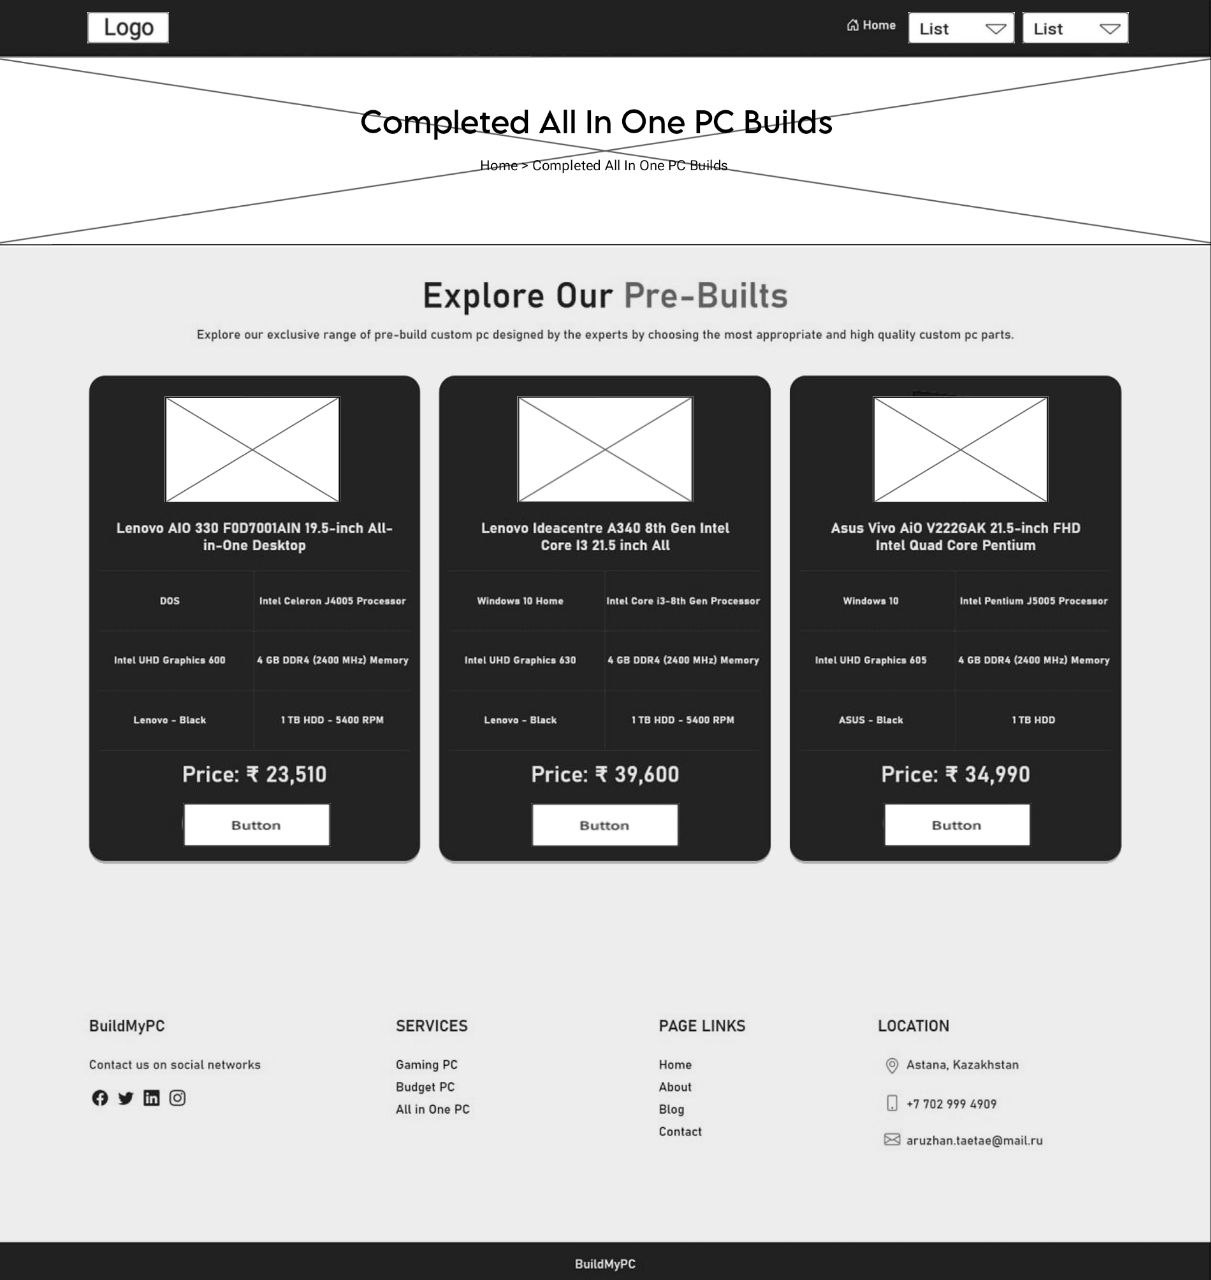 Logo
Home
List
List
Completed All In One PC Builds
Home > Completed All In One PC Builds
Explore Our Pre-Builts
Explore our exclusive range of pre-build custom pc designed by the experts by choosing the most appropriate and high quality custom pc parts.
Lenovo AIO 330 F0D7001AIN 19.5-inch All-
in-One Desktop
DOS
Intel Celeron J4005 Processor
Intel UHD Graphics 600
4 GB DDR4 (2400 MHz) Memory
Lenovo - Black
1 TB HDD - 5400 RPM
Price: ₹ 23,510
Button
Lenovo Ideacentre A340 8th Gen Intel
Core I3 21.5 inch All
Windows 10 Home
Intel Core i3-8th Gen Processor
Intel UHD Graphics 630
4 GB DDR4 (2400 MHz) Memory
Lenovo - Black
1 TB HDD - 5400 RPM
Price: ₹ 39,600
Button
Asus Vivo AiO V222GAK 21.5-inch FHD
Intel Quad Core Pentium
Windows 10
Intel Pentium J5005 Processor
Intel UHD Graphics 605
4 GB DDR4 (2400 MHz) Memory
ASUS - Black
1 TB HDD
Price: ₹ 34,990
Button
BuildMyPC
Contact us on social networks
SERVICES
Gaming PC
Budget PC
All in One PC
PAGE LINKS
Home
About
Blog
Contact
LOCATION
Astana, Kazakhstan
+7 702 999 4909
aruzhan.taetae@mail.ru
BuildMyPC